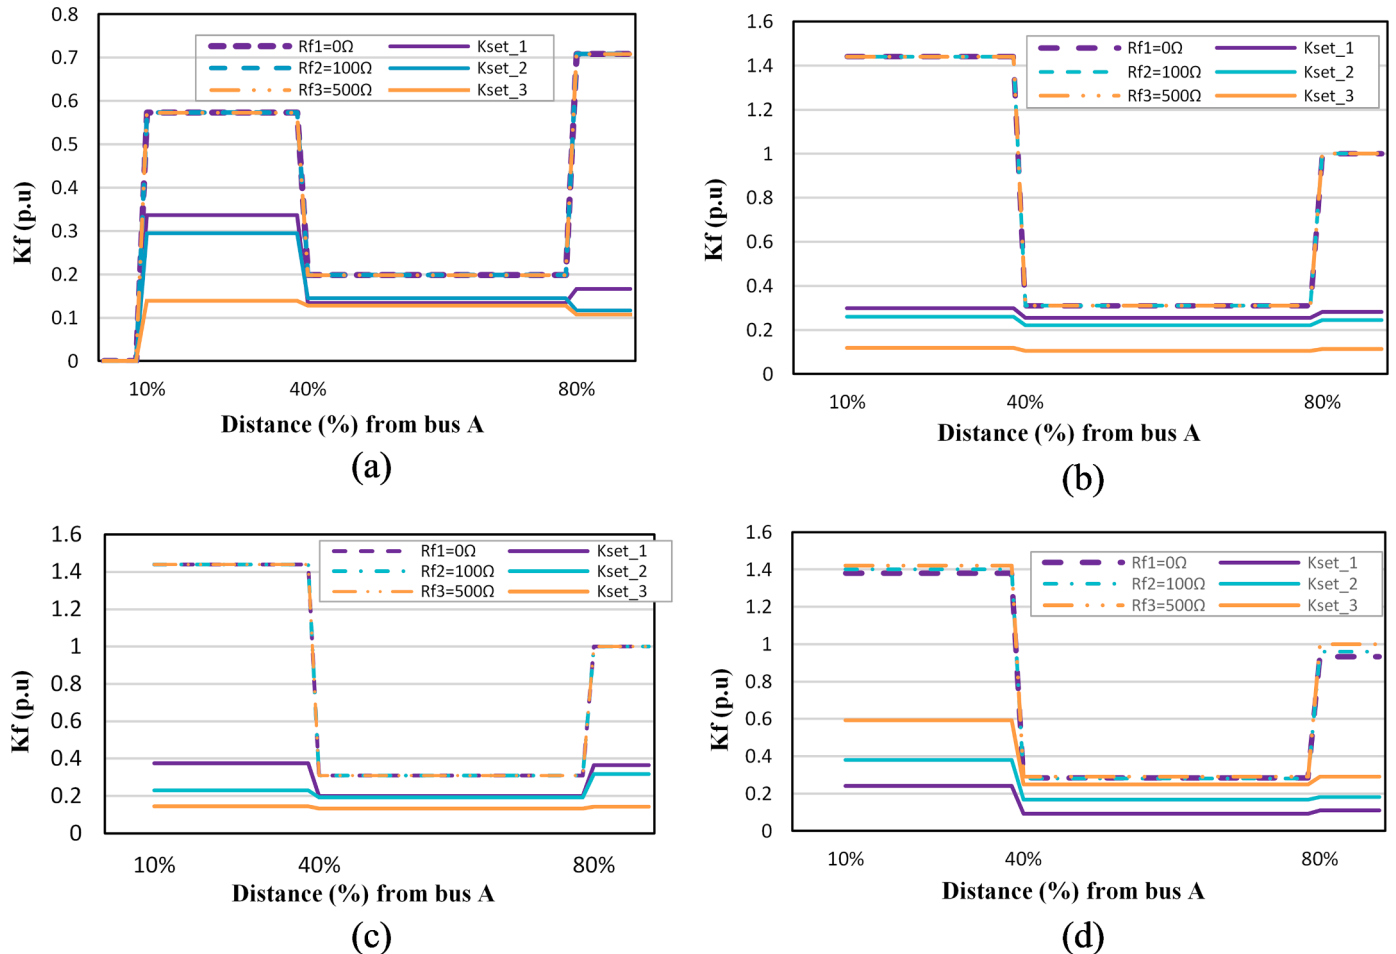 0.8
0.7
0.6
0.5
0.4
0.3
0.2
0.1
0
Kf (p.u)
Rf1=0Ω Kset_1
Rf2=100Ω Kset_2
Rf3=500Ω Kset_3
10% 40% 80%
Distance (%) from bus A
(a)
1.6
1.4
1.2
1
0.8
0.6
0.4
0.2
0
Kf (p.u)
Rf1=0Ω Kset_1
Rf2=100Ω Kset_2
Rf3=500Ω Kset_3
10% 40% 80%
Distance (%) from bus A
(b)
1.6
1.4
1.2
1
0.8
0.6
0.4
0.2
0
Kf (p.u)
Rf1=0Ω Kset_1
Rf2=100Ω Kset_2
Rf3=500Ω Kset_3
10% 40% 80%
Distance (%) from bus A
(c)
1.6
1.4
1.2
1
0.8
0.6
0.4
0.2
0
Kf (p.u)
Rf1=0Ω Kset_1
Rf2=100Ω Kset_2
Rf3=500Ω Kset_3
10% 40% 80%
Distance (%) from bus A
(d)